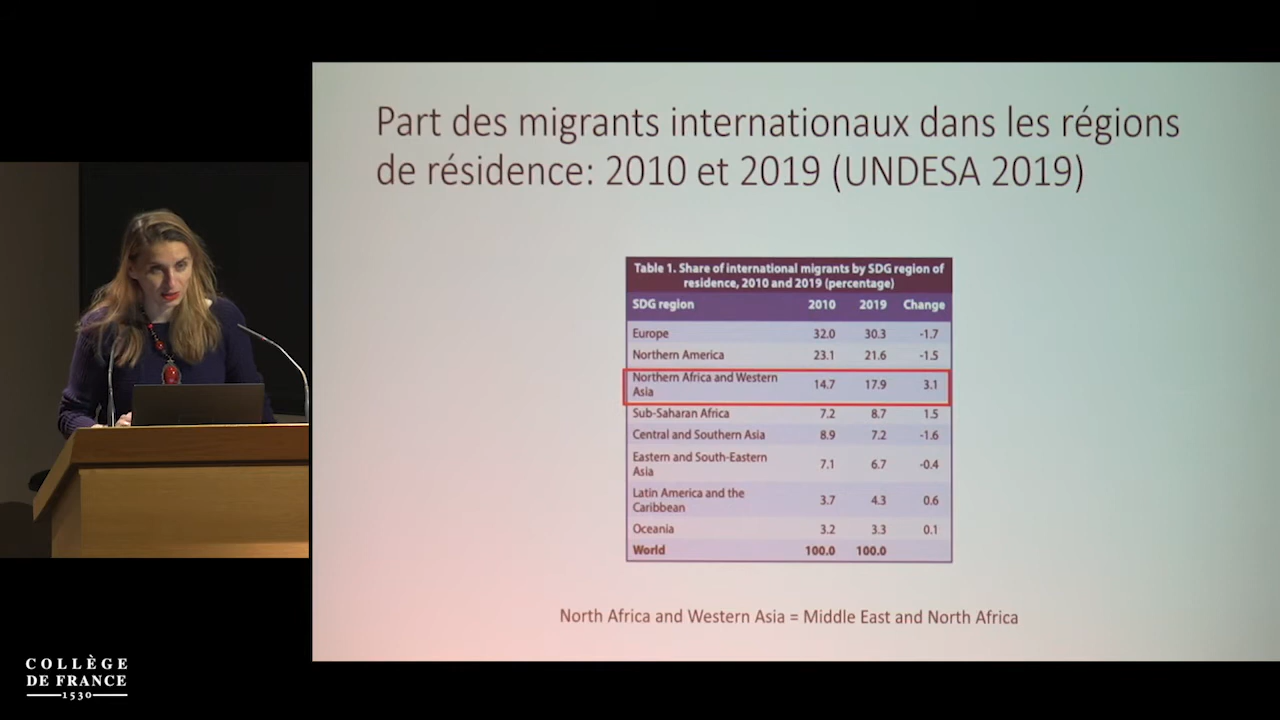 Part des migrants internationaux dans les régions
de résidence: 2010 et 2019 (UNDESA 2019)
Table 1. Share of international migrants by SDG region of
residence, 2010 and 2019 (percentage)
SDG region 2010 2019 Change
Europe 32.0 30.3 -1.7
Northern America 23.1 21.6 -1.5
Northern Africa and Western
Asia 14.7 17.9 3.1
Sub-Saharan Africa 7.2 8.7 1.5
Central and Southern Asia 8.9 7.2 -1.6
Eastern and South-Eastern
Asia 7.1 6.7 -0.4
Latin America and the
Caribbean 3.7 4.3 0.6
Oceania 3.2 3.3 0.1
World 100.0 100.0
North Africa and Western Asia = Middle East and North Africa
COLLÈGE
DE FRANCE
1530